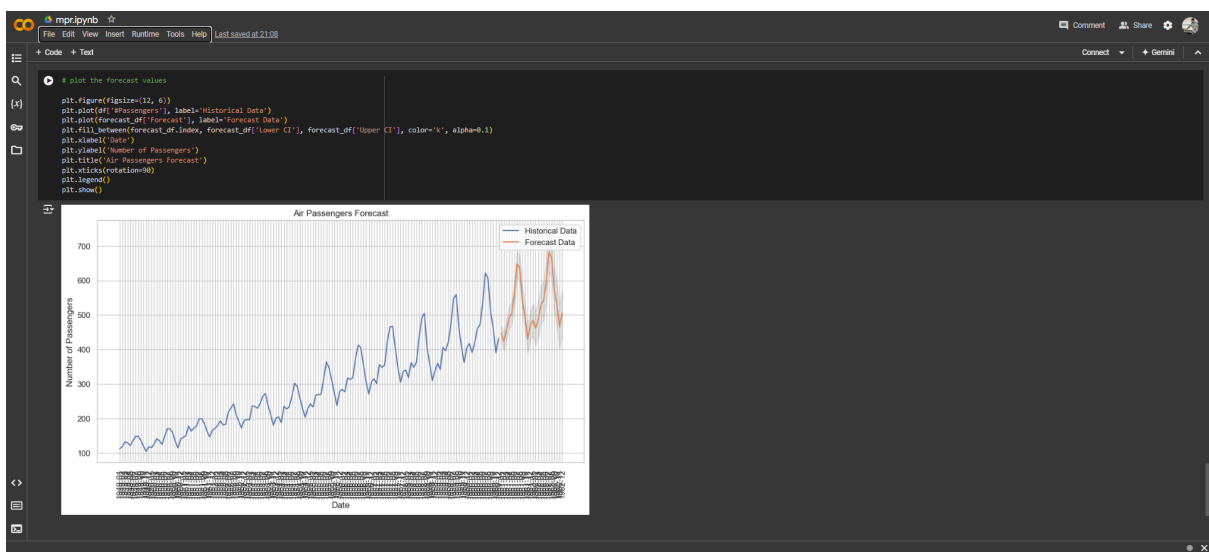 mpr.ipynb
File Edit View Insert Runtime Tools Help Last saved at 21:08
Comment Share
+ Code + Text
Connect Gemini
{x}
# plot the forecast values
plt.figure(figsize=(12, 6))
plt.plot(df['#Passengers'], label='Historical Data')
plt.plot(forecast_df['Forecast'], label='Forecast Data')
plt.fill_between(forecast_df.index, forecast_df['Lower CI'], forecast_df['Upper CI'], color='k', alpha=0.1)
plt.xlabel('Date')
plt.ylabel('Number of Passengers')
plt.title('Air Passengers Forecast')
plt.xticks(rotation=90)
plt.legend()
plt.show()
Air Passengers Forecast
Historical Data
Forecast Data
700
600
500
400
300
200
100
Number of Passengers
Date